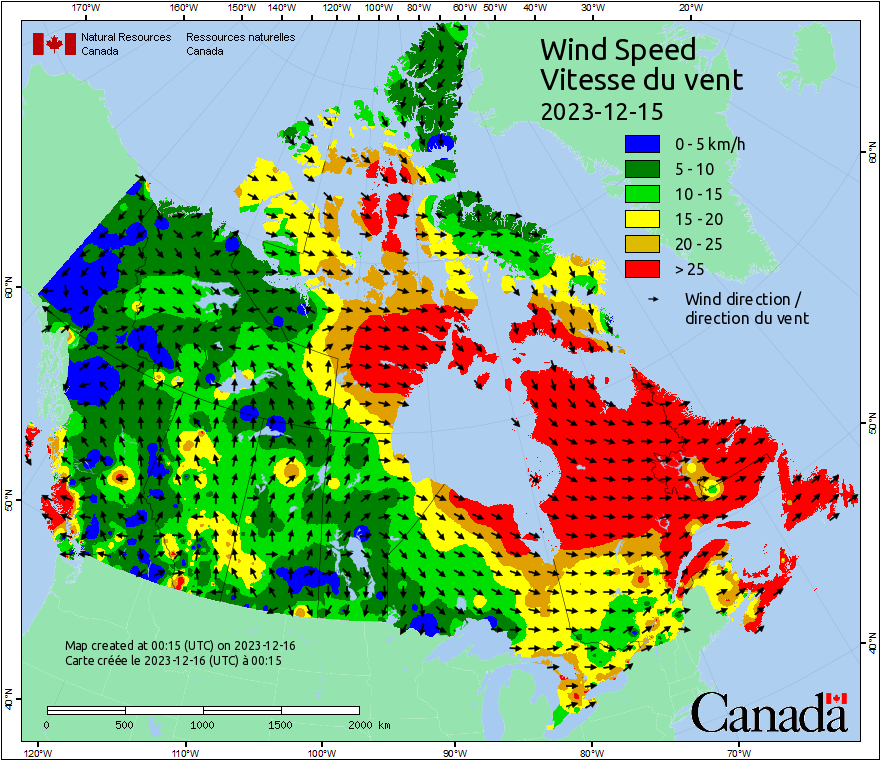 170°W 160°W 150°W 140°W 120°W 100°W 80°W 60°W 50°W 40°W 30°W 20°W
Natural Resources Ressources naturelles
Canada Canada
Wind Speed
Vitesse du vent
2023-12-15
0 - 5 km/h
5 - 10
10 - 15
15 - 20
20 - 25
> 25
Wind direction /
direction du vent
60°N
60°N
50°N
50°N
40°N
40°N
Map created at 00:15 (UTC) on 2023-12-16
Carte créée le 2023-12-16 (UTC) à 00:15
0 500 1000 1500 2000 km
Canada
120°W 110°W 100°W 90°W 80°W 70°W